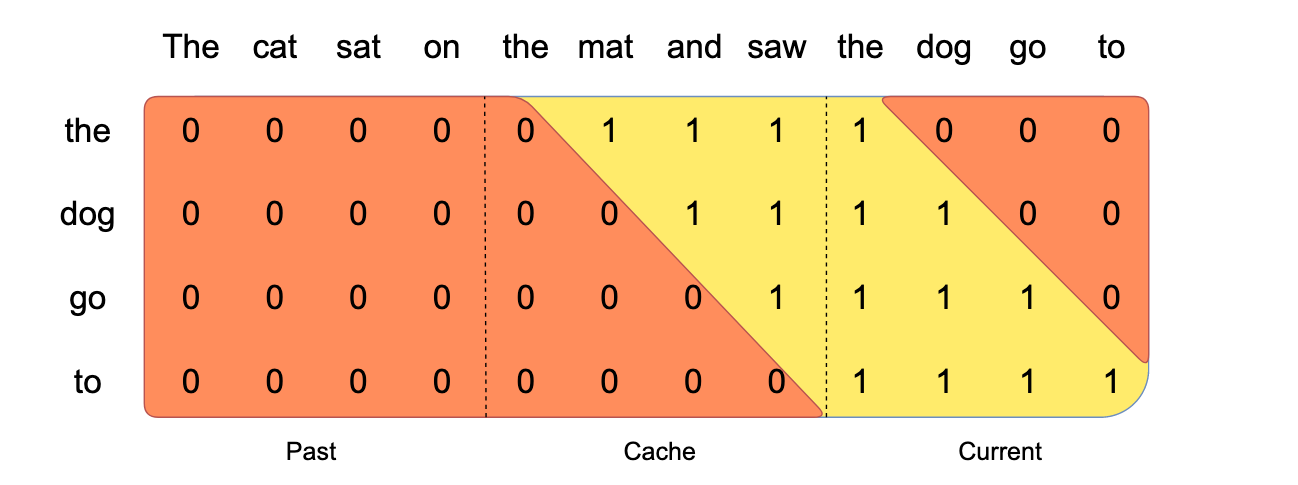 The cat sat on the mat and saw the dog go to
the 0 0 0 0 0 1 1 1 1 0 0 0
dog 0 0 0 0 0 0 1 1 1 1 0 0
go 0 0 0 0 0 0 0 1 1 1 1 0
to 0 0 0 0 0 0 0 0 1 1 1 1
Past Cache Current